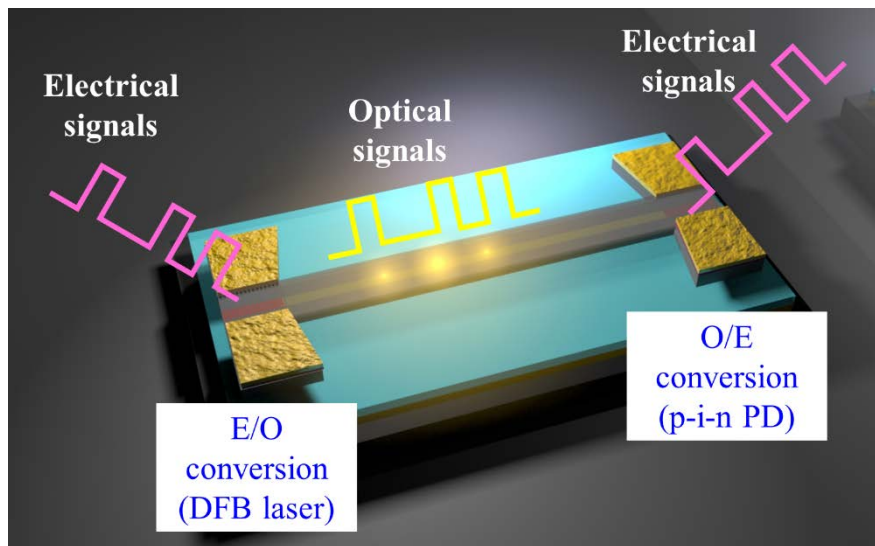 Electrical
signals
Optical
signals
Electrical
signals
E/O
conversion
(DFB laser)
O/E
conversion
(p-i-n PD)